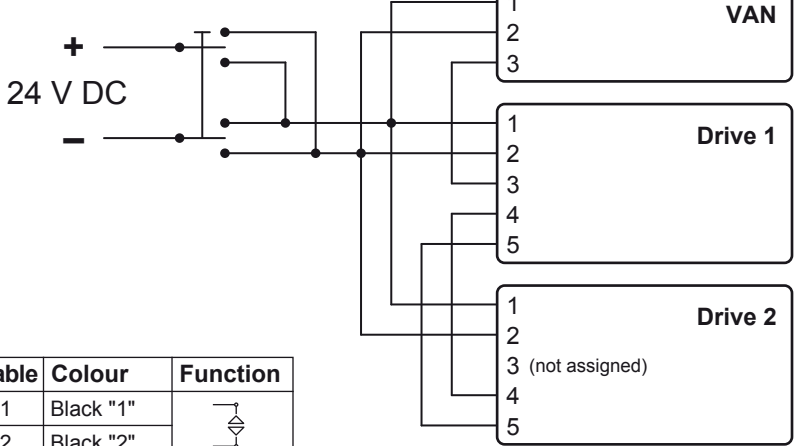 VAN
1
2
3
+
24 V DC
–
Drive 1
1
2
3
4
5
Drive 2
1
2
3 (not assigned)
4
5
Colour Function
1 Black "1"
2 Black "2"